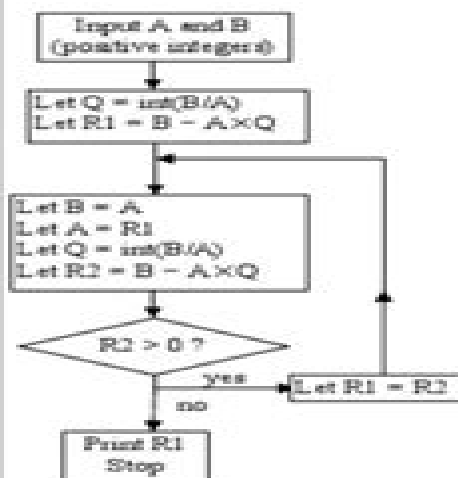 Input A and B
(positive integers)
Let Q = int(B/A)
Let R1 = B - A×Q
Let B = A
Let A = R1
Let Q = int(B/A)
Let R2 = B - A×Q
R2 > 0 ?
yes
Let R1 = R2
no
Print R1
Stop